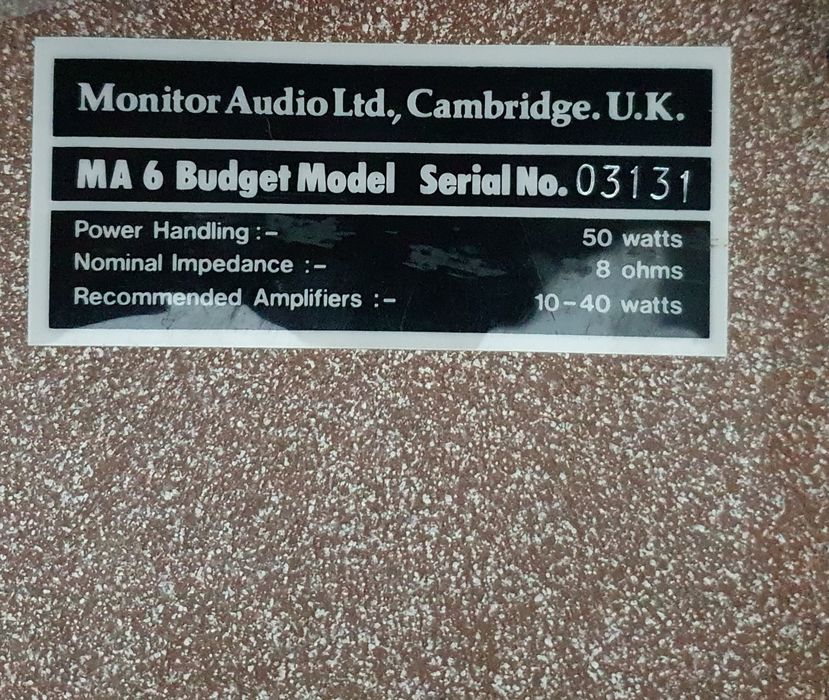 Monitor Audio Ltd., Cambridge. U.K.
MA 6 Budget Model Serial No. 03131
Power Handling :– 50 watts
Nominal Impedance :– 8 ohms
Recommended Amplifiers :– 10–40 watts